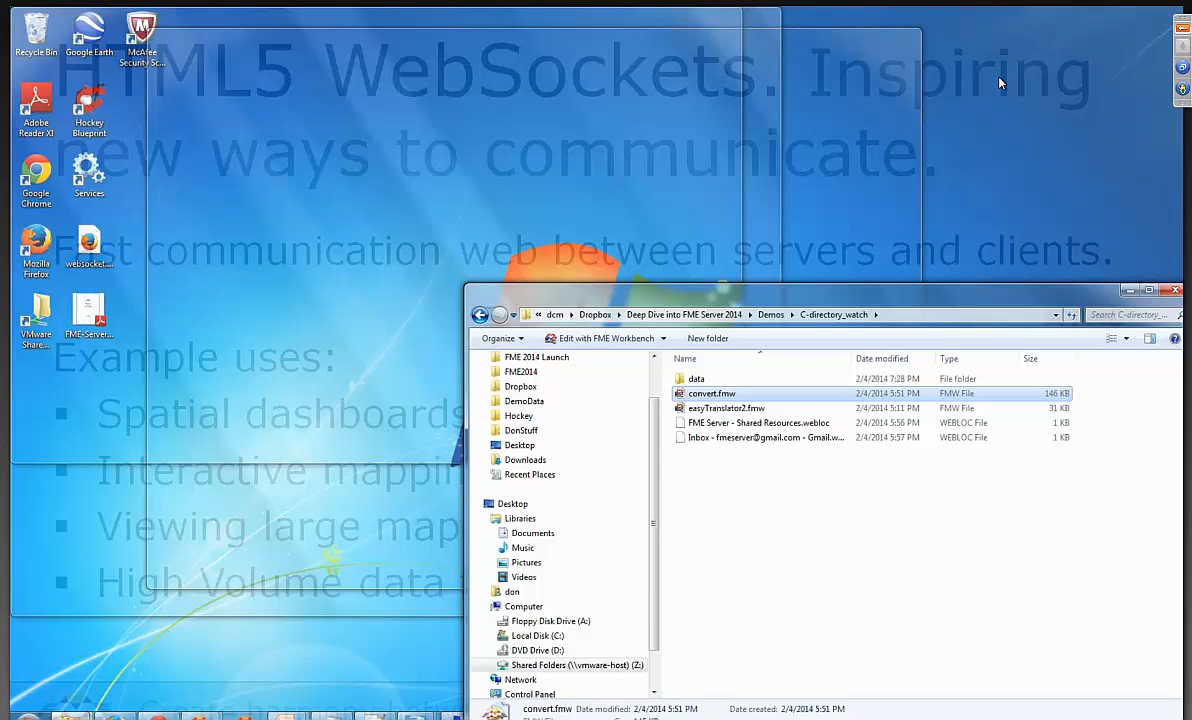 HTML5 WebSockets. Inspiring
new ways to communicate.
Fast communication web between servers and clients.
Example uses:
Spatial dashboards
Interactive mappin
Viewing large map
High Volume data
Recycle Bin
Google Earth
McAfee
Security Sc...
Adobe
Reader XI
Hockey
Blueprint
Google
Chrome
Services
Mozilla
Firefox
websocket....
VMware
Share...
FME-Server...
« dcm ▸ Dropbox ▸ Deep Dive into FME Server 2014 ▸ Demos ▸ C-directory_watch ▸
Search C-directory_...
Organize
Edit with FME Workbench
New folder
FME 2014 Launch
FME2014
Dropbox
DemoData
Hockey
DonStuff
Desktop
Downloads
Recent Places
Desktop
Libraries
Documents
Music
Pictures
Videos
don
Computer
Floppy Disk Drive (A:)
Local Disk (C:)
DVD Drive (D:)
Shared Folders (\\vmware-host) (Z:)
Network
Control Panel
Name Date modified Type Size
data 2/4/2014 7:28 PM File folder
convert.fmw 2/4/2014 5:51 PM FMW File 146 KB
easyTranslator2.fmw 2/4/2014 5:11 PM FMW File 31 KB
FME Server - Shared Resources.webloc 2/4/2014 5:56 PM WEBLOC File 1 KB
Inbox - fmeserver@gmail.com - Gmail.w... 2/4/2014 5:57 PM WEBLOC File 1 KB
convert.fmw Date modified: 2/4/2014 5:51 PM Date created: 2/4/2014 5:51 PM